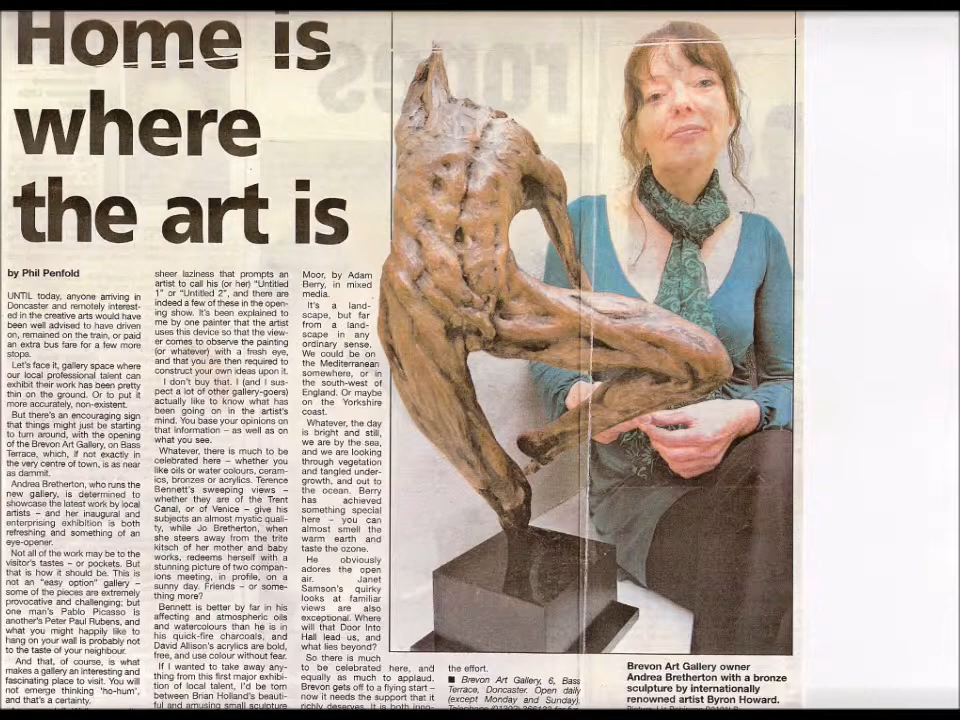 Home is
where
the art is
by Phil Penfold
UNTIL today, anyone arriving in
Doncaster and remotely interest-
ed in the creative arts would have
been well advised to have driven
on, remained on the train, or paid
an extra bus fare for a few more
stops.
Let's face it, gallery space where
our local professional talent can
exhibit their work has been pretty
thin on the ground. Or to put it
more accurately, non-existent.
But there's an encouraging sign
that things might just be starting
to turn around, with the opening
of the Brevon Art Gallery, on Bass
Terrace, which, if not exactly in
the very centre of town, is as near
as dammit.
Andrea Bretherton, who runs the
new gallery, is determined to
showcase the latest work by local
artists – and her inaugural and
enterprising exhibition is both
refreshing and something of an
eye-opener.
Not all of the work may be to the
visitor's tastes – or pockets. But
that is how it should be. This is
not an "easy option" gallery –
some of the pieces are extremely
provocative and challenging; but
one man's Pablo Picasso is
another's Peter Paul Rubens, and
what you might happily like to
hang on your wall is probably not
to the taste of your neighbour.
And that, of course, is what
makes a gallery an interesting and
fascinating place to visit. You will
not emerge thinking 'ho-hum",
and that's a certainty.
sheer laziness that prompts an
artist to call his (or her) "Untitled
1" or "Untitled 2", and there are
indeed a few of these in the open-
ing show. It's been explained to
me by one painter that the artist
uses this device so that the view-
er comes to observe the painting
(or whatever) with a fresh eye,
and that you are then required to
construct your own ideas upon it.
I don't buy that. I (and I sus-
pect a lot of other gallery-goers)
actually like to know what has
been going on in the artist's
mind. You base your opinions on
that information – as well as on
what you see.
Whatever, there is much to be
celebrated here – whether you
like oils or water colours, ceram-
ics, bronzes or acrylics. Terence
Bennett's sweeping views –
whether they are of the Trent
Canal, or of Venice – give his
subjects an almost mystic quali-
ty, while Jo Bretherton, when
she steers away from the trite
kitsch of her mother and baby
works, redeems herself with a
stunning picture of two compan-
ions meeting, in profile, on a
sunny day. Friends – or some-
thing more?
Bennett is better by far in his
affecting and atmospheric oils
and watercolours than he is in
his quick-fire charcoals, and
David Allison's acrylics are bold,
free, and use colour without fear.
If I wanted to take away any-
thing from this first major exhibi-
tion of local talent, I'd be torn
between Brian Holland's beauti-
ful and amusing small sculpture
Moor, by Adam
Berry, in mixed
media.
It's a land-
scape, but far
from a land-
scape in any
ordinary sense.
We could be on
the Mediterranean
somewhere, or in
the south-west of
England. Or maybe
on the Yorkshire
coast.
Whatever, the day
is bright and still,
we are by the sea,
and we are looking
through vegetation
and tangled under-
growth, and out to
the ocean. Berry
has achieved
something special
here – you can
almost smell the
warm earth and
taste the ozone.
He obviously
adores the open
air. Janet
Samson's quirky
looks at familiar
views are also
exceptional. Where
will that Door Into
Hall lead us, and
what lies beyond?
So there is much
to be celebrated here, and
equally as much to applaud.
Brevon gets off to a flying start –
now it needs the support that it
richly deserves. It is both inno-
the effort.
■ Brevon Art Gallery, 6, Bass
Terrace, Doncaster. Open daily
(except Monday and Sunday).
Brevon Art Gallery owner
Andrea Bretherton with a bronze
sculpture by internationally
renowned artist Byron Howard.